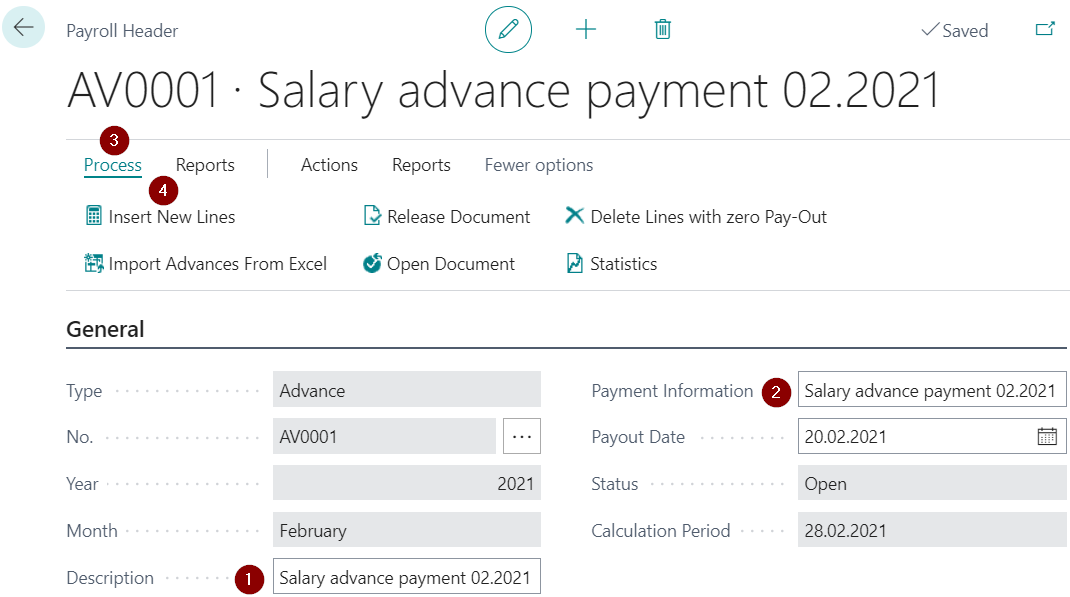 Payroll Header
Saved
AV0001 · Salary advance payment 02.2021
3
Process Reports Actions Reports Fewer options
4
Insert New Lines Release Document Delete Lines with zero Pay-Out
Import Advances From Excel Open Document Statistics
General
Type Advance
Payment Information 2 Salary advance payment 02.2021
No. AV0001 ...
Payout Date 20.02.2021
Year 2021
Status Open
Month February
Calculation Period 28.02.2021
Description 1 Salary advance payment 02.2021